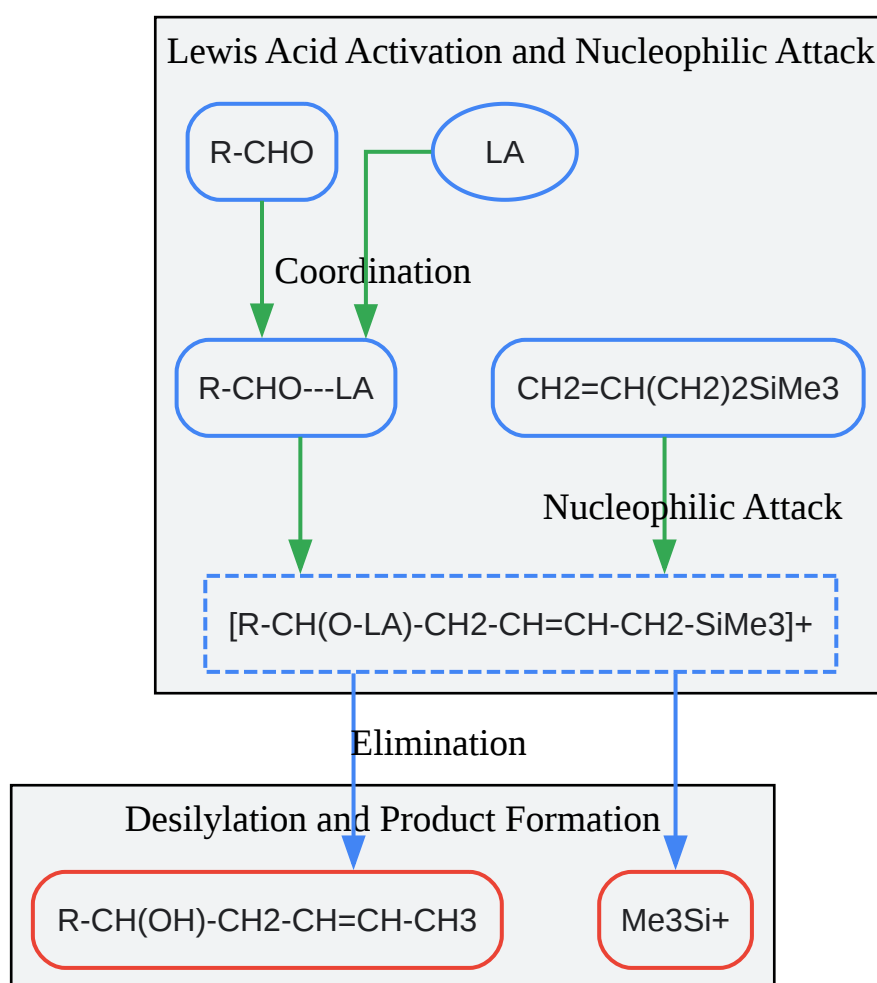 Lewis Acid Activation and Nucleophilic Attack
R-CHO
LA
Coordination
R-CHO---LA
CH2=CH(CH2)2SiMe3
Nucleophilic Attack
[R-CH(O-LA)-CH2-CH=CH-CH2-SiMe3]+
Elimination
Desilylation and Product Formation
R-CH(OH)-CH2-CH=CH-CH3
Me3Si+